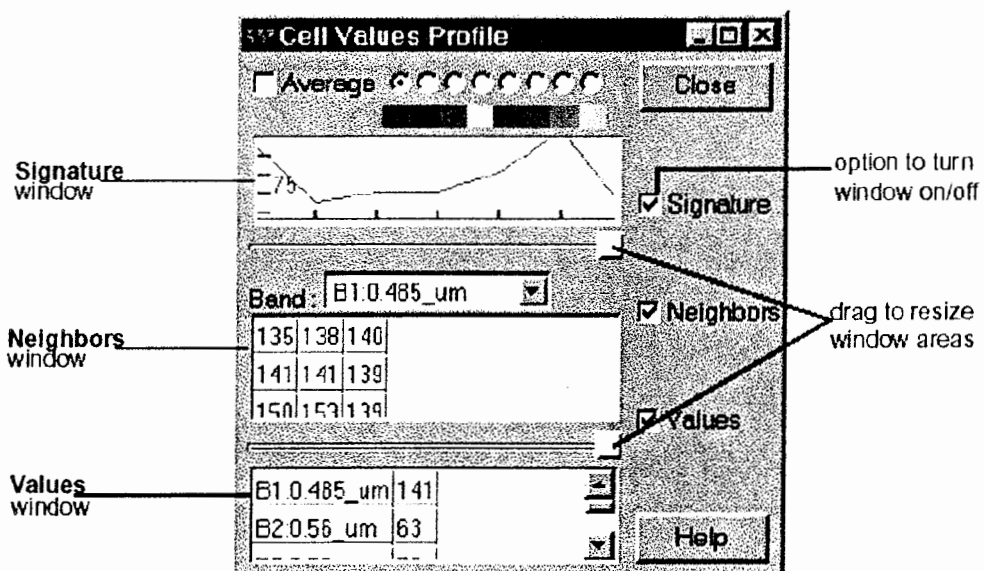 Cell Values Profile
Average
Close
Signature
window
75
Signature
option to turn
window on/off
Band: B1:0.485_um
Neighbors
Neighbors
window
135 138 140
141 141 139
150 153 139
drag to resize
window areas
Values
Values
window
B1:0.485_um 141
B2:0.56_um 63
Help